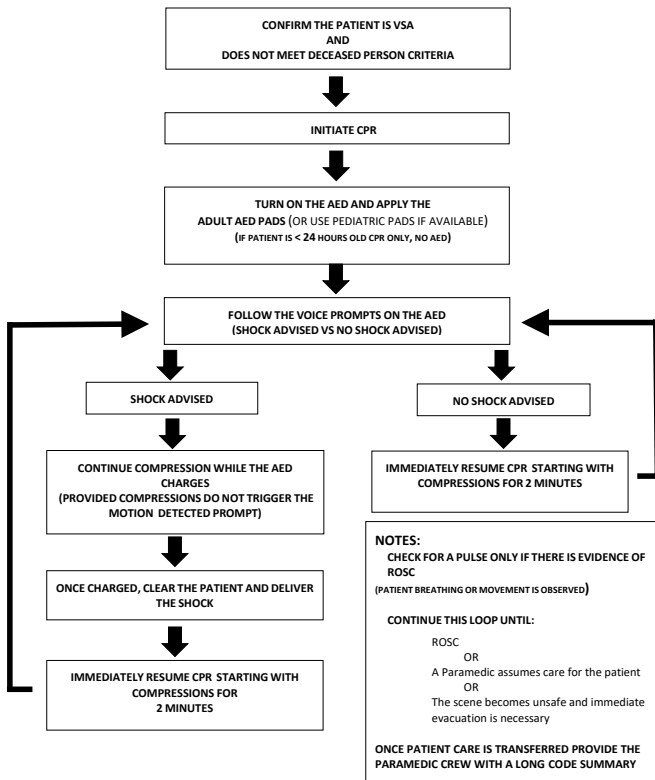 CONFIRM THE PATIENT IS VSA
AND
DOES NOT MEET DECEASED PERSON CRITERIA
INITIATE CPR
TURN ON THE AED AND APPLY THE
ADULT AED PADS (OR USE PEDIATRIC PADS IF AVAILABLE)
(IF PATIENT IS < 24 HOURS OLD CPR ONLY, NO AED)
FOLLOW THE VOICE PROMPTS ON THE AED
(SHOCK ADVISED VS NO SHOCK ADVISED)
SHOCK ADVISED
CONTINUE COMPRESSION WHILE THE AED
CHARGES
(PROVIDED COMPRESSIONS DO NOT TRIGGER THE
MOTION DETECTED PROMPT)
ONCE CHARGED, CLEAR THE PATIENT AND DELIVER
THE SHOCK
IMMEDIATELY RESUME CPR STARTING WITH
COMPRESSIONS FOR
2 MINUTES
NO SHOCK ADVISED
IMMEDIATELY RESUME CPR STARTING WITH
COMPRESSIONS FOR 2 MINUTES
NOTES:
CHECK FOR A PULSE ONLY IF THERE IS EVIDENCE OF
ROSC
(PATIENT BREATHING OR MOVEMENT IS OBSERVED)
CONTINUE THIS LOOP UNTIL:
ROSC
OR
A Paramedic assumes care for the patient
OR
The scene becomes unsafe and immediate
evacuation is necessary
ONCE PATIENT CARE IS TRANSFERRED PROVIDE THE
PARAMEDIC CREW WITH A LONG CODE SUMMARY